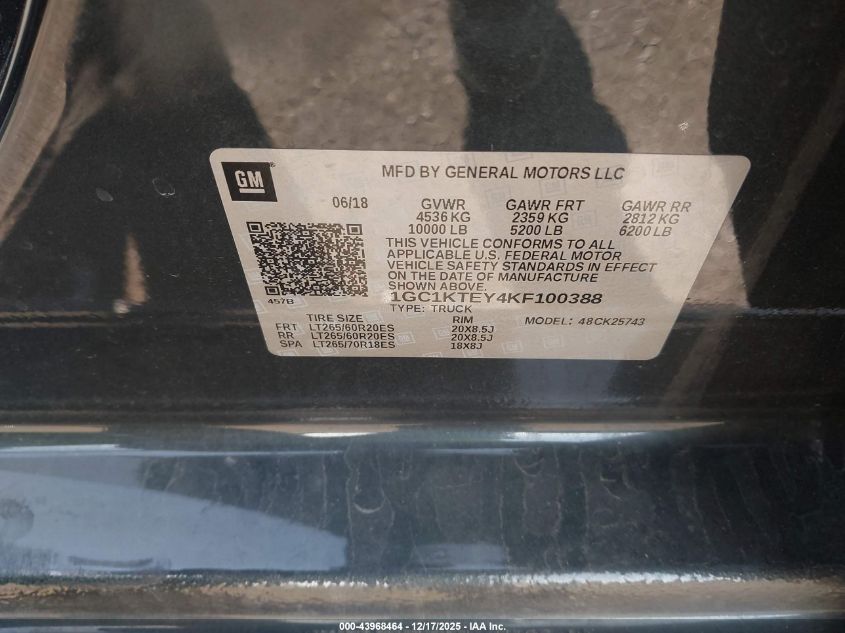 GM
MFD BY GENERAL MOTORS LLC
06/18 GVWR GAWR FRT GAWR RR
4536 KG 2359 KG 2812 KG
10000 LB 5200 LB 6200 LB
THIS VEHICLE CONFORMS TO ALL
APPLICABLE U.S. FEDERAL MOTOR
VEHICLE SAFETY STANDARDS IN EFFECT
ON THE DATE OF MANUFACTURE
SHOWN ABOVE.
457B
1GC1KTEY4KF100388
TYPE: TRUCK
TIRE SIZE RIM MODEL: 48CK25743
FRT LT265/60R20ES 20X8.5J
RR LT265/60R20ES 20X8.5J
SPA LT265/70R18ES 18X8J
000-43968464 - 12/17/2025 - IAA Inc.